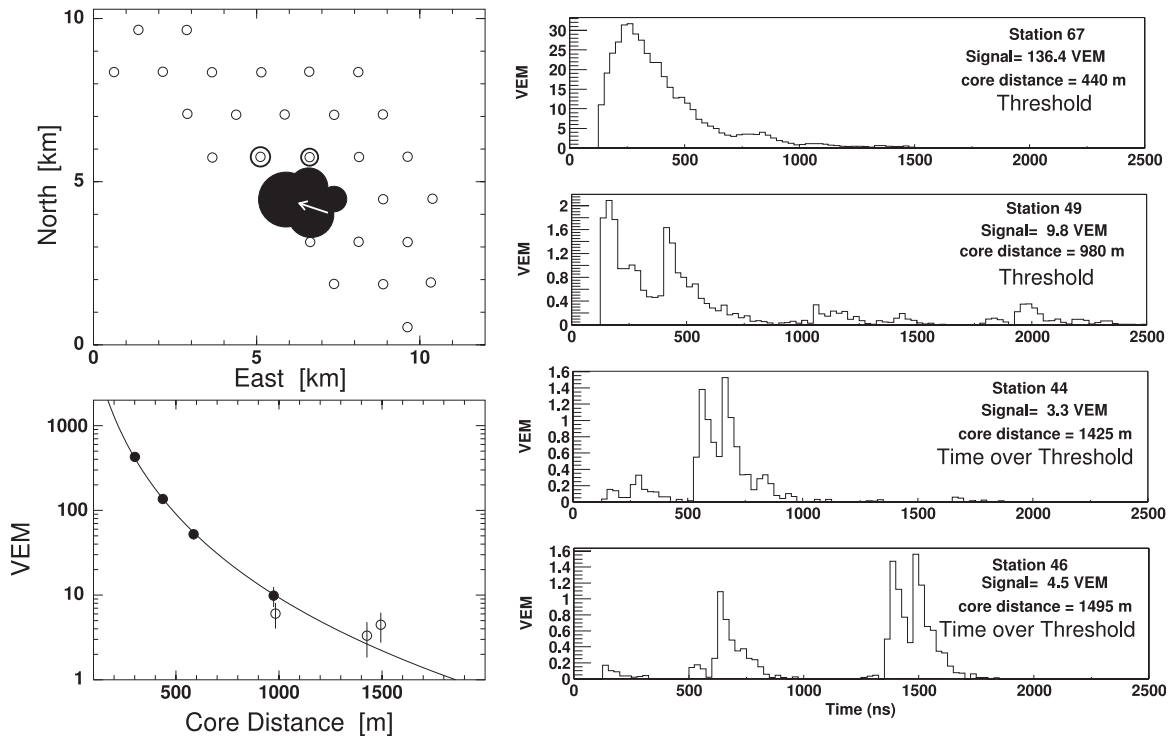 10
5
0
North [km]
0
5
10
East [km]
1000
100
10
1
VEM
500
1000
1500
Core Distance [m]
VEM
30
25
20
15
10
5
0
Station 67
Signal= 136.4 VEM
core distance = 440 m
Threshold
0
500
1000
1500
2000
2500
VEM
2
1.6
1.2
0.8
0.4
0
Station 49
Signal= 9.8 VEM
core distance = 980 m
Threshold
0
500
1000
1500
2000
2500
VEM
1.6
1.4
1.2
1
0.8
0.6
0.4
0.2
0
Station 44
Signal= 3.3 VEM
core distance = 1425 m
Time over Threshold
0
500
1000
1500
2000
2500
VEM
1.6
1.4
1.2
1
0.8
0.6
0.4
0.2
0
Station 46
Signal= 4.5 VEM
core distance = 1495 m
Time over Threshold
0
500
1000
1500
2000
2500
Time (ns)